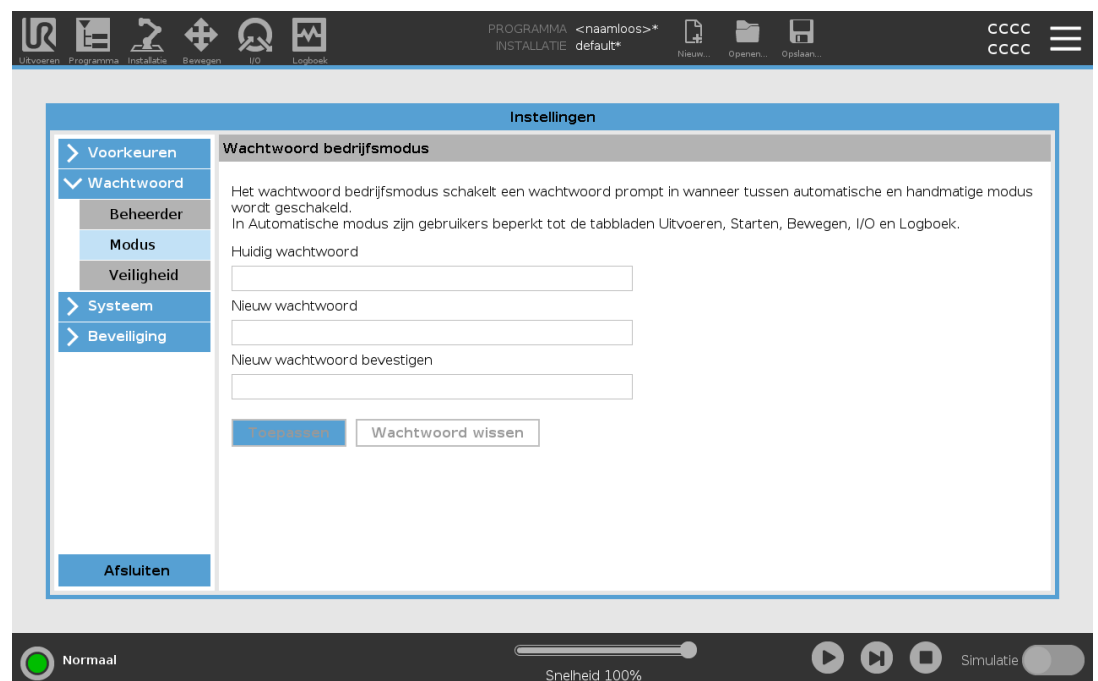 PROGRAMMA <naamloos>*
INSTALLATIE default*
cccc
cccc
Uitvoeren Programma Installatie Bewegen I/O Logboek
Nieuw... Openen... Opslaan...
Instellingen
Voorkeuren
Wachtwoord
Beheerder
Modus
Veiligheid
Systeem
Beveiliging
Afsluiten
Wachtwoord bedrijfsmodus
Het wachtwoord bedrijfsmodus schakelt een wachtwoord prompt in wanneer tussen automatische en handmatige modus
wordt geschakeld.
In Automatische modus zijn gebruikers beperkt tot de tabbladen Uitvoeren, Starten, Bewegen, I/O en Logboek.
Huidig wachtwoord
Nieuw wachtwoord
Nieuw wachtwoord bevestigen
Toepassen
Wachtwoord wissen
Normaal
Snelheid 100%
Simulatie